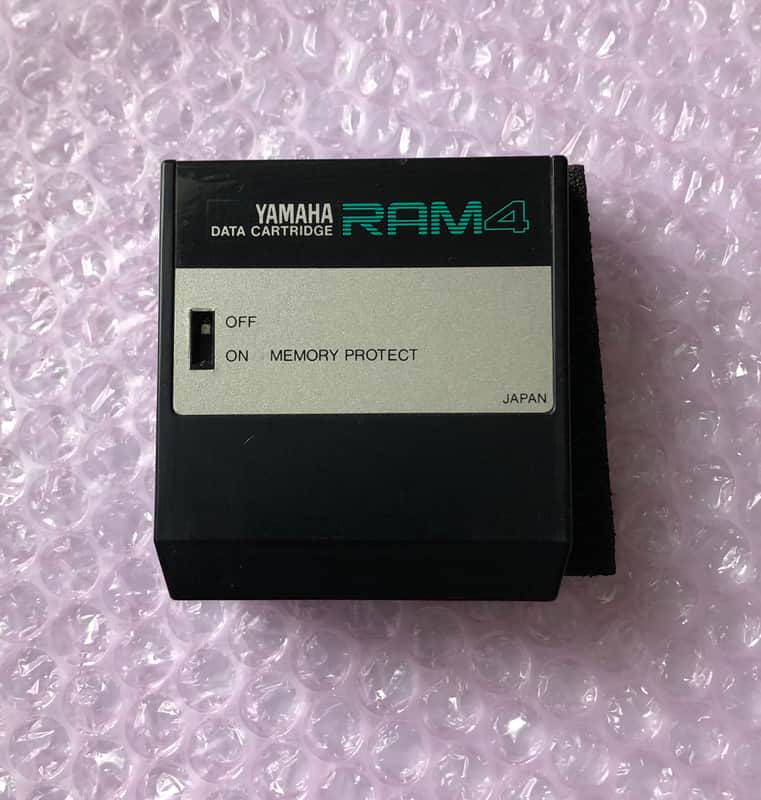 YAMAHA
DATA CARTRIDGE RAM4
OFF
ON MEMORY PROTECT
JAPAN